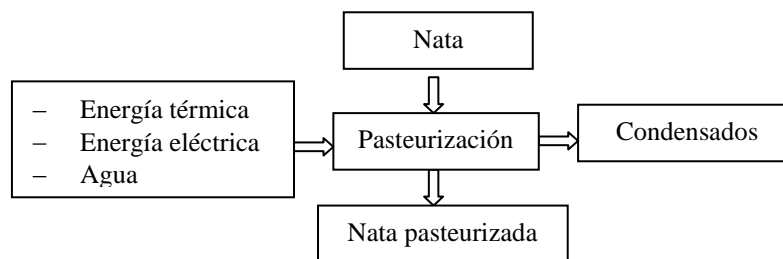 Nata
– Energía térmica
– Energía eléctrica
– Agua
Pasteurización
Condensados
Nata pasteurizada